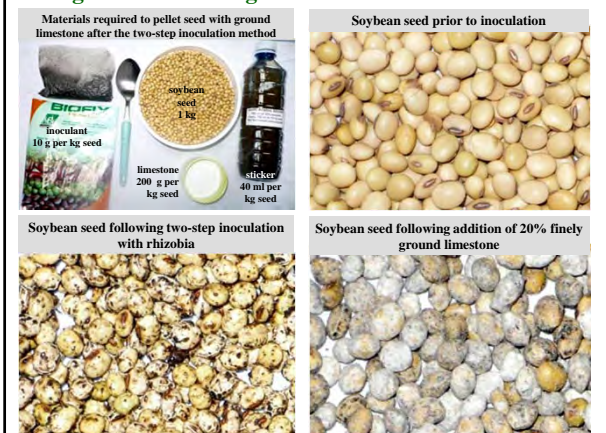 Materials required to pellet seed with ground
limestone after the two-step inoculation method
BIOFIX
inoculant
10 g per kg seed
soybean
seed
1 kg
limestone
200 g per
kg seed
sticker
40 ml per
kg seed
Soybean seed prior to inoculation
Soybean seed following two-step inoculation
with rhizobia
Soybean seed following addition of 20% finely
ground limestone